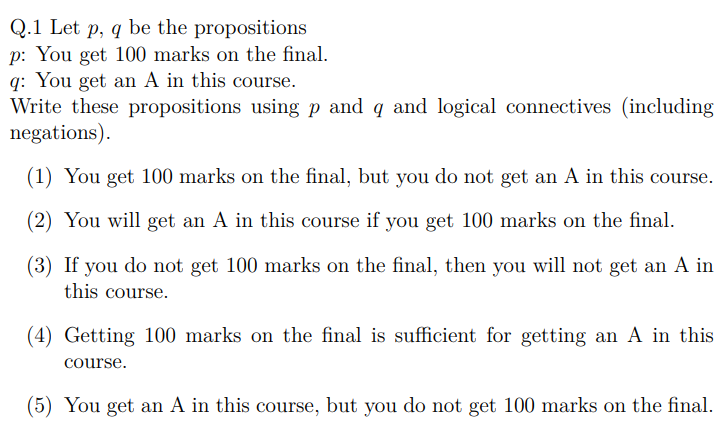 Q.1 Let p, q be the propositions
p: You get 100 marks on the final.
q: You get an A in this course.
Write these propositions using p and q and logical connectives (including
negations).
(1) You get 100 marks on the final, but you do not get an A in this course.
(2) You will get an A in this course if you get 100 marks on the final.
(3) If you do not get 100 marks on the final, then you will not get an A in
this course.
(4) Getting 100 marks on the final is sufficient for getting an A in this
course.
(5) You get an A in this course, but you do not get 100 marks on the final.